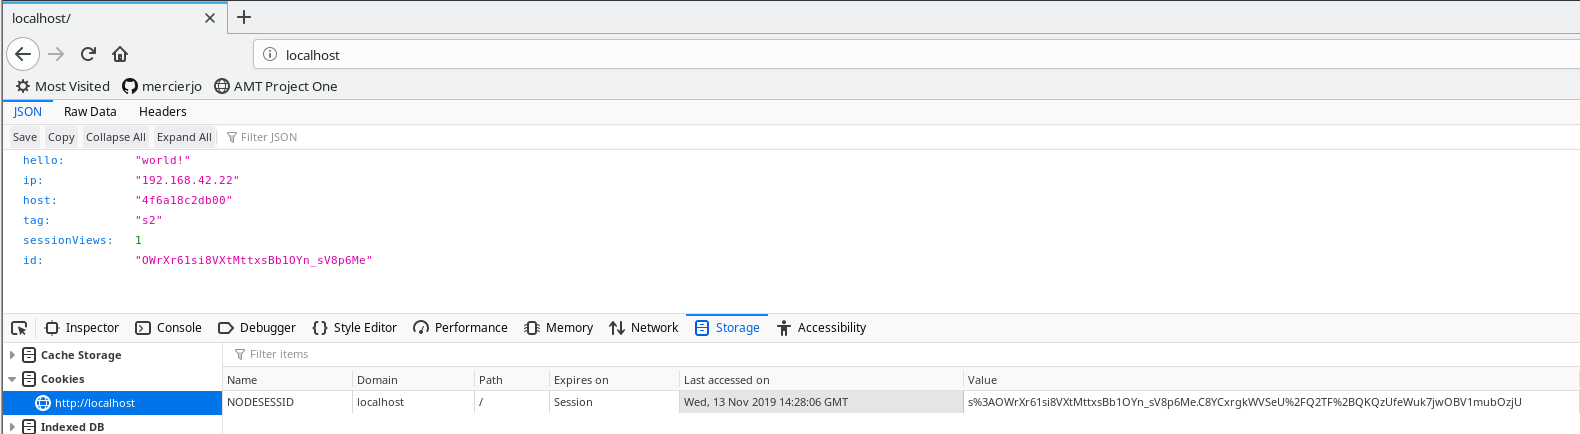 localhost/
localhost
Most Visited mercierjo AMT Project One
JSON Raw Data Headers
Save Copy Collapse All Expand All Filter JSON
hello: "world!"
ip: "192.168.42.22"
host: "4f6a18c2db00"
tag: "s2"
sessionViews: 1
id: "OWrXr61si8VXtMttxsBb1OYn_sV8p6Me"
Inspector Console Debugger Style Editor Performance Memory Network Storage Accessibility
Cache Storage Filter items
Cookies Name Domain Path Expires on Last accessed on Value
http://localhost NODESESSID localhost / Session Wed, 13 Nov 2019 14:28:06 GMT s%3AOWrXr61si8VXtMttxsBb1OYn_sV8p6Me.C8YCxrgkWVSeU%2FQ2TF%2BQKQzUfeWuk7jwOBV1mubOzjU
Indexed DB